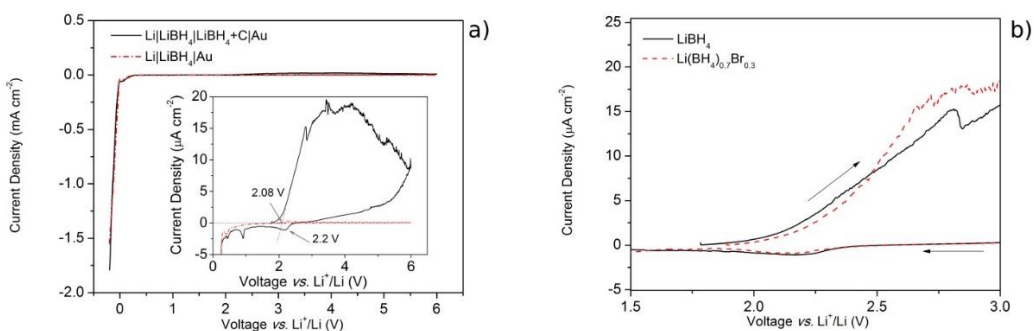 a)
Li|LiBH₄|LiBH₄+C|Au
Li|LiBH₄|Au
Current Density (mA cm⁻²)
0.5
0.0
-0.5
-1.0
-1.5
-2.0
0 1 2 3 4 5 6
Voltage vs. Li⁺/Li (V)
Current Density (µA cm⁻²)
20
15
10
5
0
-5
2.08 V
2.2 V
0 2 4 6
Voltage vs. Li⁺/Li (V)
b)
LiBH₄
Li(BH₄)₀.₇Br₀.₃
Current Density (µA cm⁻²)
25
20
15
10
5
0
-5
1.5 2.0 2.5 3.0
Voltage vs. Li⁺/Li (V)